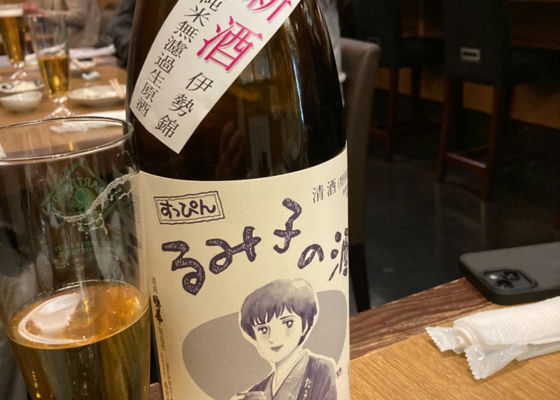 新酒
伊勢錦
純米無濾過生原酒
清酒
すっぴん
るみ子の酒